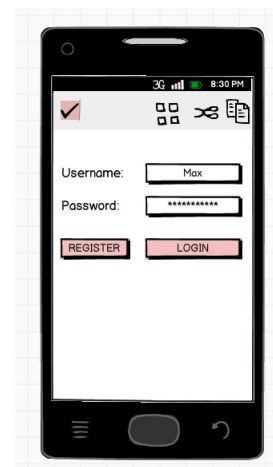 3G 8:30 PM
Username: Max
Password: ***********
REGISTER LOGIN